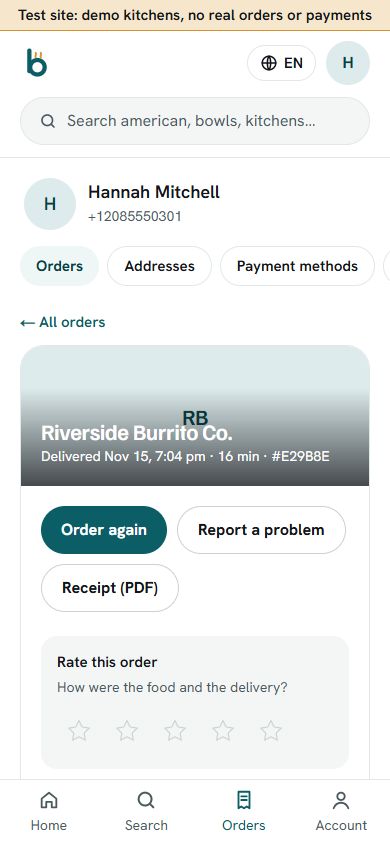 Test site: demo kitchens, no real orders or payments
b
EN
H
Search american, bowls, kitchens...
H
Hannah Mitchell
+12085550301
Orders
Addresses
Payment methods
← All orders
RB
Riverside Burrito Co.
Delivered Nov 15, 7:04 pm · 16 min · #E29B8E
Order again
Report a problem
Receipt (PDF)
Rate this order
How were the food and the delivery?
Home
Search
Orders
Account